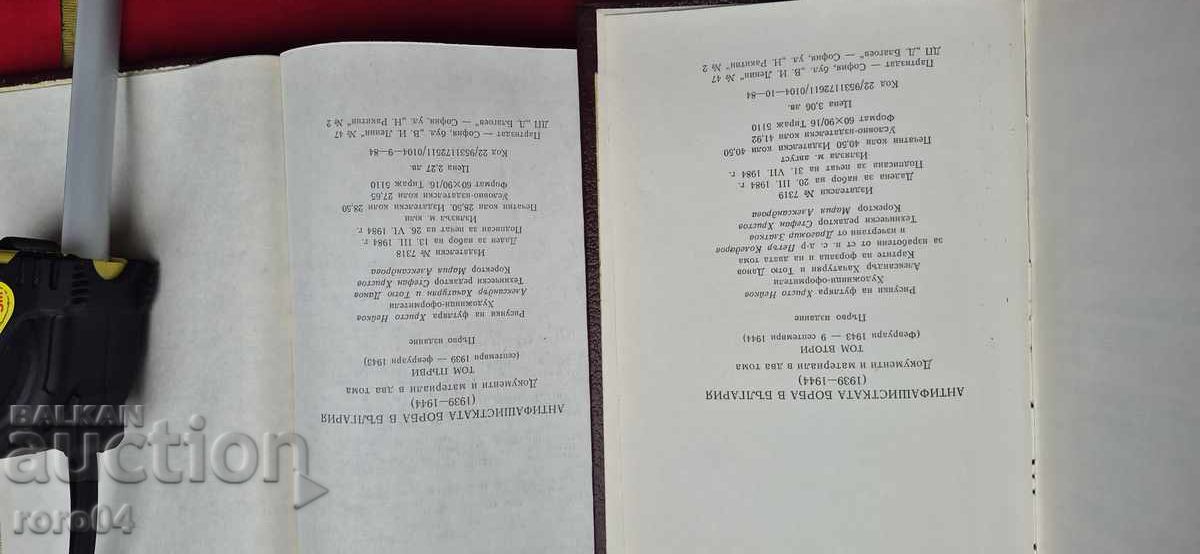 АНТИФАШИСТКАТА БОРБА В БЪЛГАРИЯ
(1939—1944)
Документи и материали в два тома
ТОМ ПЪРВИ
(септември 1939 — февруари 1943)
Първо издание
Рисунки на футляра Христо Нейков
Художници-оформители
Александър Хачатурян и Тото Данов
Технически редактор Стефан Христов
Коректор Мария Александрова
Издателски № 7318
Даден за набор на 13. III. 1984 г.
Подписан за печат на 26. VI. 1984 г.
Излязъл м. юли
Печатни коли 28,50. Издателски коли 28,50
Условно-издателски коли 27,65
Формат 60×90/16. Тираж 5110
Цена 2,27 лв.
Код 22/9531172511/0104—9—84
Партиздат — София, бул. „В. И. Ленин“ № 47
ДП „Д. Благоев“ — София, ул. „Н. Ракитин“ № 2
АНТИФАШИСТКАТА БОРБА В БЪЛГАРИЯ
(1939—1944)
Документи и материали в два тома
ТОМ ВТОРИ
(Февруари 1943 — 9 септември 1944)
Първо издание
Рисунки на футляра Христо Нейков
Художници-оформители
Александър Хачатурян и Тото Данов
Картите на форзаца и на двата тома
са изработени от ст. н. с. д-р Петър Коледаров
и начертани от Драгомир Златков
Технически редактор Стефан Христов
Коректор Мария Александрова
Издателски № 7319
Дадена за набор на 20. III. 1984 г.
Подписана за печат на 31. VII. 1984 г.
Излязла м. август
Печатни коли 40,50 Издателски коли 40,50
Условно-издателски коли 41,92
Формат 60×90/16 Тираж 5110
Цена 3,06 лв.
Код 22/9531172611/0104—10—84
Партиздат — София, бул. „В. И. Ленин“ № 47
ДП „Д. Благоев“ — София, ул. „Н. Ракитин“ № 2
BALKAN
auction
roro04